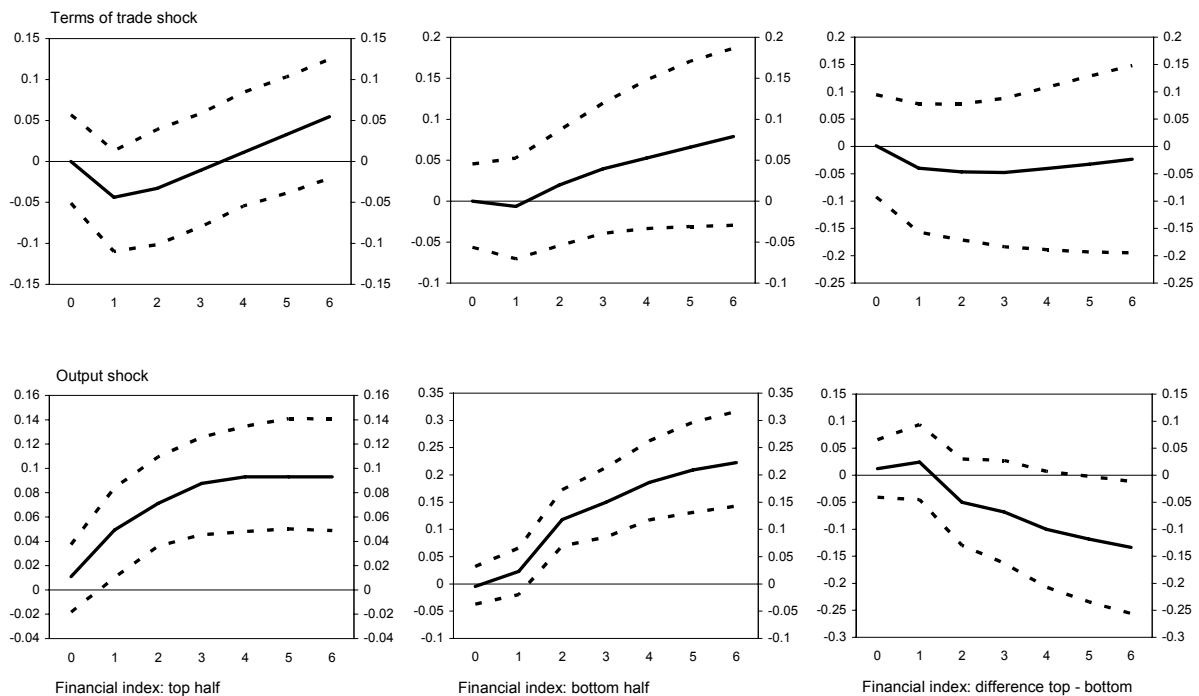 Terms of trade shock
0.15 0.15 0.2 0.2 0.2 0.2
0.1 0.1 0.15 0.15 0.15 0.15
0.05 0.05 0.1 0.1 0.1 0.1
0 0 0.05 0.05 0.05 0.05
-0.05 -0.05 0 0 0 0
-0.1 -0.1 -0.05 -0.05 -0.05 -0.05
-0.15 -0.15 -0.1 -0.1 -0.1 -0.1
-0.15 -0.15
-0.2 -0.2
-0.25 -0.25
0 1 2 3 4 5 6 0 1 2 3 4 5 6 0 1 2 3 4 5 6
Output shock
0.16 0.16 0.35 0.35 0.15 0.15
0.14 0.14 0.3 0.3 0.1 0.1
0.12 0.12 0.25 0.25 0.05 0.05
0.1 0.1 0.2 0.2 0 0
0.08 0.08 0.15 0.15 -0.05 -0.05
0.06 0.06 0.1 0.1 -0.1 -0.1
0.04 0.04 0.05 0.05 -0.15 -0.15
0.02 0.02 0 0 -0.2 -0.2
0 0 -0.05 -0.05 -0.25 -0.25
-0.02 -0.02 -0.1 -0.1 -0.3 -0.3
-0.04 -0.04
0 1 2 3 4 5 6 0 1 2 3 4 5 6 0 1 2 3 4 5 6
Financial index: top half Financial index: bottom half Financial index: difference top - bottom